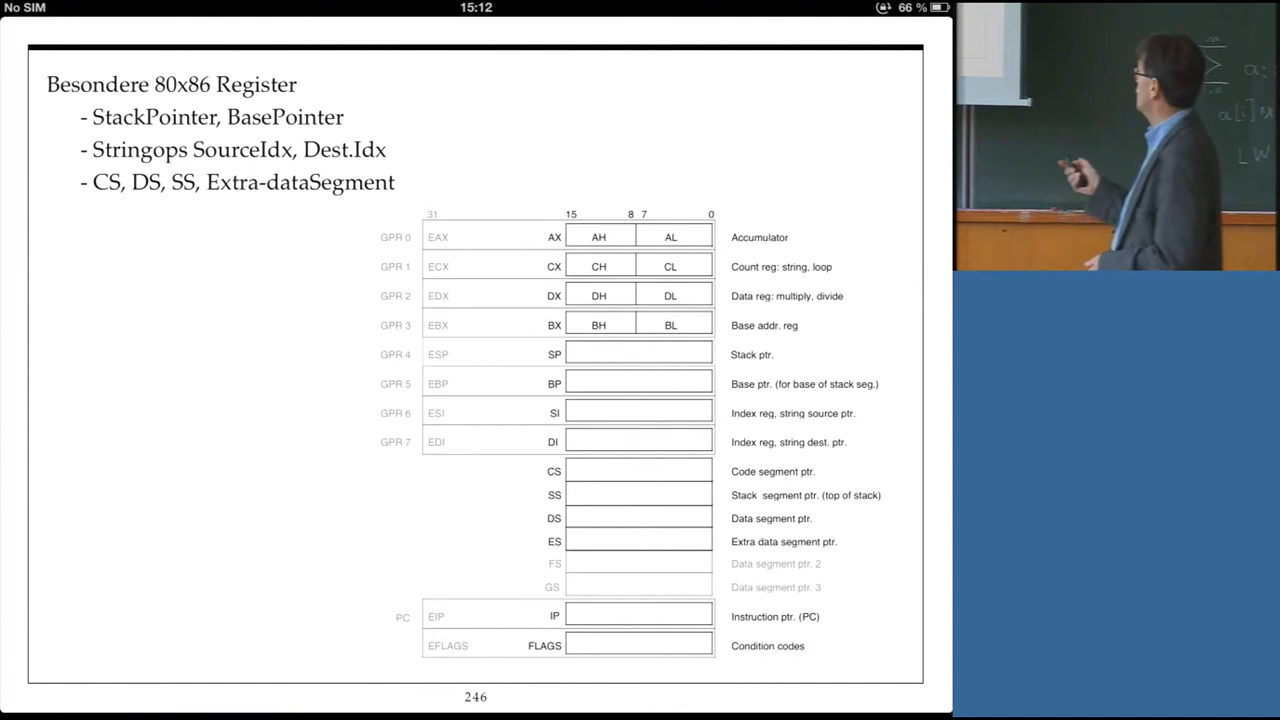 No SIM 15:12 66 %
Besondere 80x86 Register
- StackPointer, BasePointer
- Stringops SourceIdx, Dest.Idx
- CS, DS, SS, Extra-dataSegment
31 15 8 7 0
GPR 0 EAX AX AH AL Accumulator
GPR 1 ECX CX CH CL Count reg: string, loop
GPR 2 EDX DX DH DL Data reg: multiply, divide
GPR 3 EBX BX BH BL Base addr. reg
GPR 4 ESP SP Stack ptr.
GPR 5 EBP BP Base ptr. (for base of stack seg.)
GPR 6 ESI SI Index reg, string source ptr.
GPR 7 EDI DI Index reg, string dest. ptr.
CS Code segment ptr.
SS Stack segment ptr. (top of stack)
DS Data segment ptr.
ES Extra data segment ptr.
FS Data segment ptr. 2
GS Data segment ptr. 3
PC EIP IP Instruction ptr. (PC)
EFLAGS FLAGS Condition codes
246
a[i]
LW